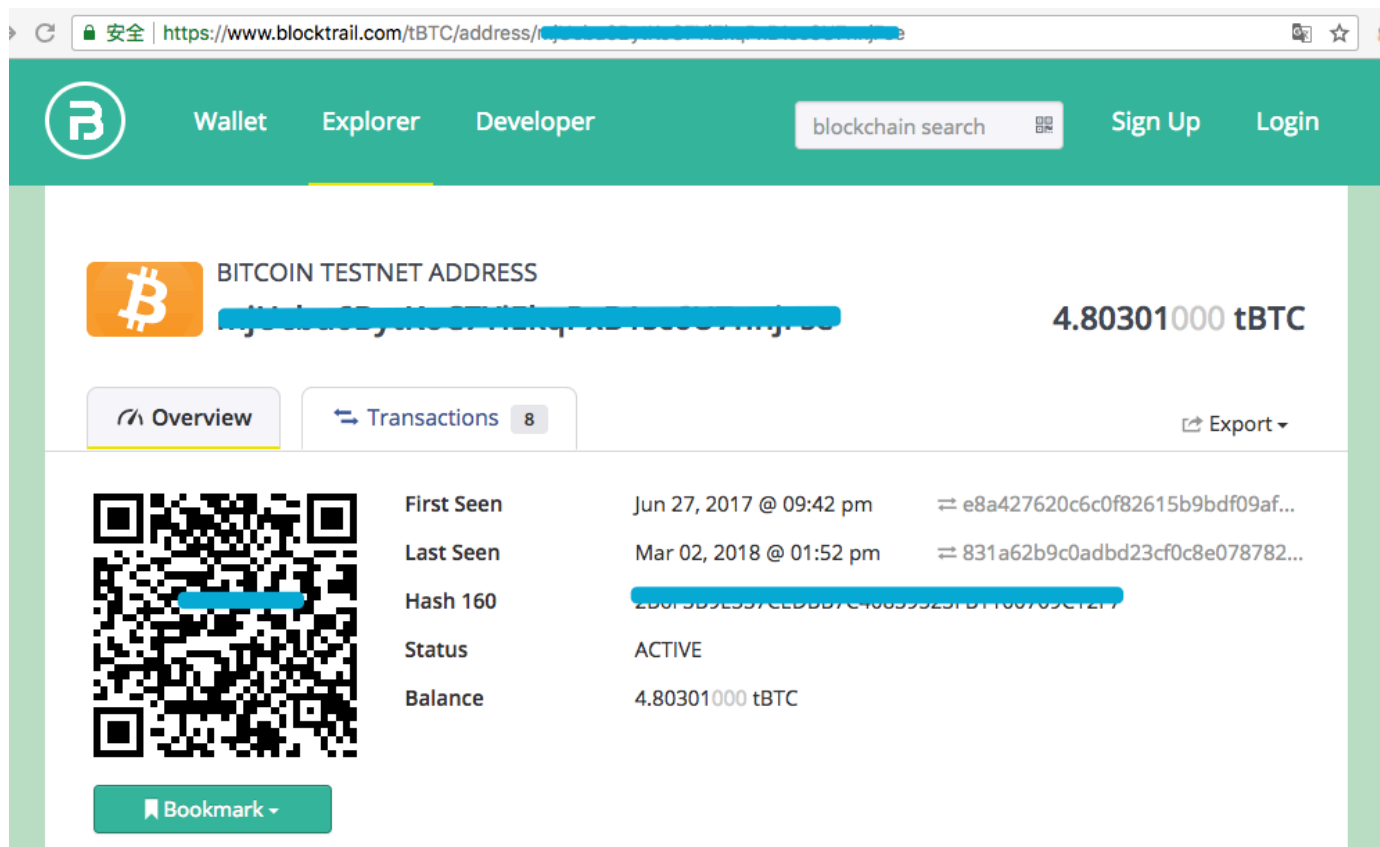 安全 https://www.blocktrail.com/tBTC/address/
Wallet Explorer Developer blockchain search Sign Up Login
BITCOIN TESTNET ADDRESS
4.80301000 tBTC
Overview Transactions 8 Export
First Seen Jun 27, 2017 @ 09:42 pm e8a427620c6c0f82615b9bdf09af...
Last Seen Mar 02, 2018 @ 01:52 pm 831a62b9c0adbd23cf0c8e078782...
Hash 160
Status ACTIVE
Balance 4.80301000 tBTC
Bookmark